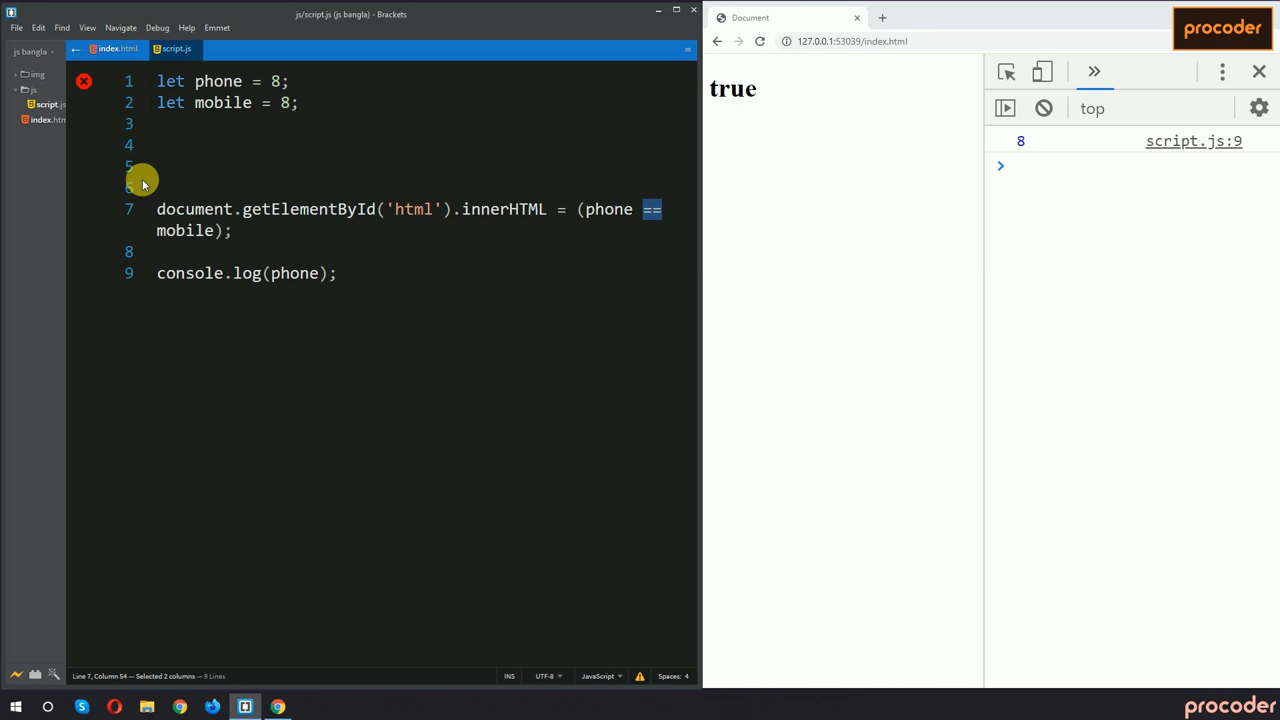 js/script.js (js bangla) - Brackets
File Edit Find View Navigate Debug Help Emmet
js bangla
index.html script.js
img
js
script.js
index.htm
1 let phone = 8;
2 let mobile = 8;
3
4
5
6
7 document.getElementById('html').innerHTML = (phone ==
mobile);
8
9 console.log(phone);
Line 7, Column 54 — Selected 2 columns — 9 Lines
INS UTF-8 JavaScript Spaces: 4
Document
procoder
127.0.0.1:53039/index.html
true
top
8 script.js:9
procoder